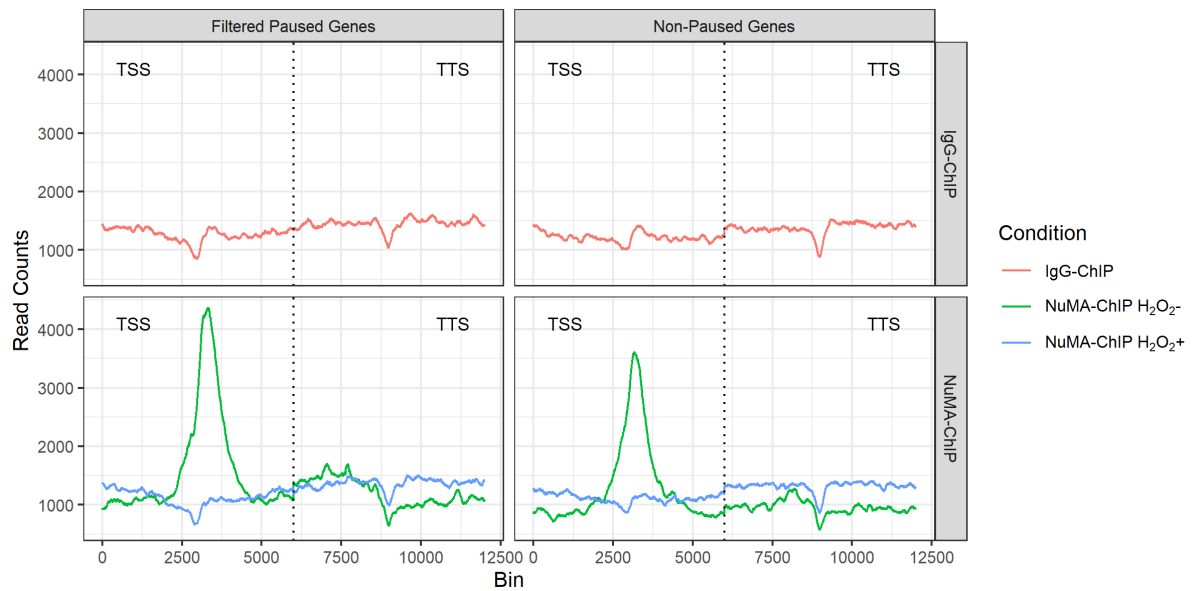 Filtered Paused Genes
Non-Paused Genes
TSS
TTS
TSS
TTS
IgG-ChIP
4000
3000
2000
1000
Read Counts
TSS
TTS
TSS
TTS
NuMA-ChIP
4000
3000
2000
1000
0
2500
5000
7500
10000
12500
0
2500
5000
7500
10000
12500
Bin
Condition
IgG-ChIP
NuMA-ChIP H₂O₂-
NuMA-ChIP H₂O₂+